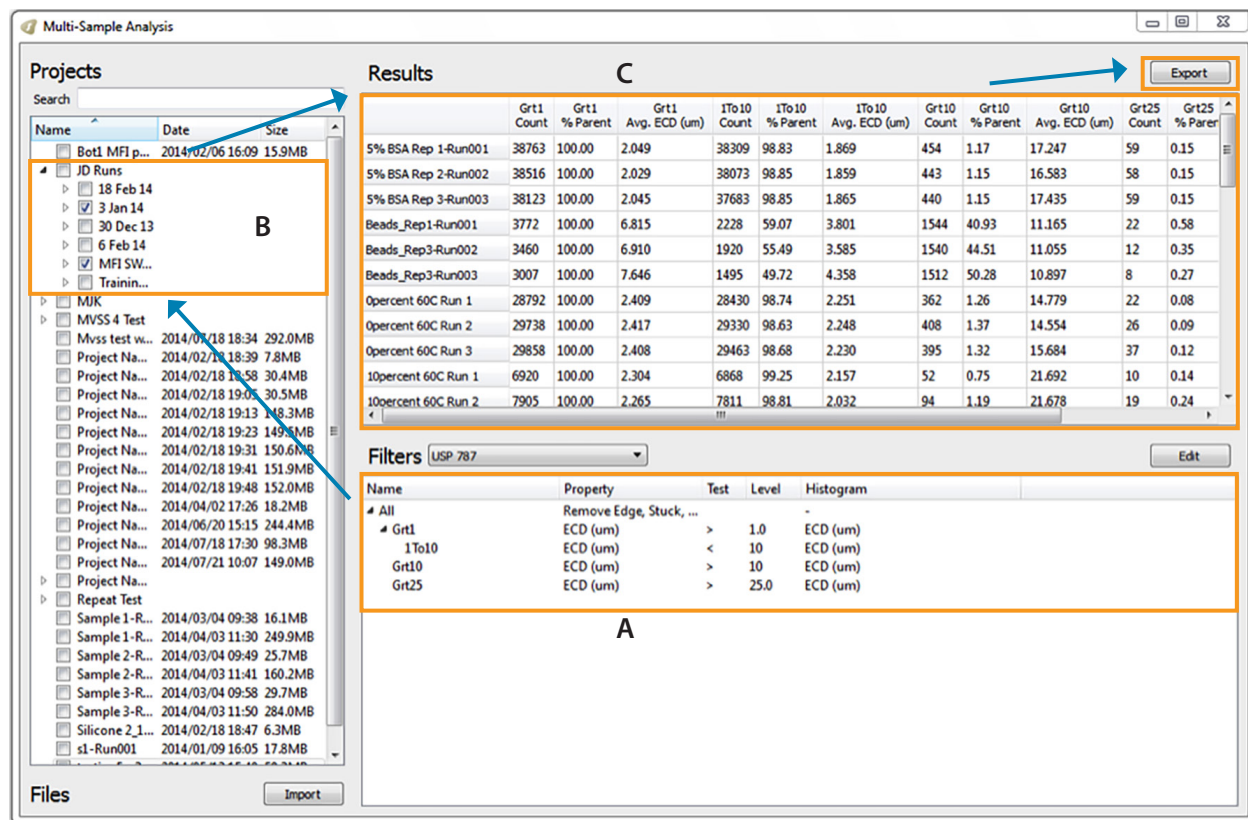 Multi-Sample Analysis
Projects
Search
Name Date Size
Bot1 MFI p... 2014/02/06 16:09 15.9MB
JD Runs
18 Feb 14
3 Jan 14
30 Dec 13
6 Feb 14
MFI SW...
Trainin...
B
MJK
MVSS 4 Test
Mvss test w... 2014/07/18 18:34 292.0MB
Project Na... 2014/02/18 18:39 7.8MB
Project Na... 2014/02/18 18:58 30.4MB
Project Na... 2014/02/18 19:05 30.5MB
Project Na... 2014/02/18 19:13 148.3MB
Project Na... 2014/02/18 19:23 149.5MB
Project Na... 2014/02/18 19:31 150.6MB
Project Na... 2014/02/18 19:41 151.9MB
Project Na... 2014/02/18 19:48 152.0MB
Project Na... 2014/04/02 17:26 18.2MB
Project Na... 2014/06/20 15:15 244.4MB
Project Na... 2014/07/18 17:30 98.3MB
Project Na... 2014/07/21 10:07 149.0MB
Project Na...
Repeat Test
Sample 1-R... 2014/03/04 09:38 16.1MB
Sample 1-R... 2014/04/03 11:30 249.9MB
Sample 2-R... 2014/03/04 09:49 25.7MB
Sample 2-R... 2014/04/03 11:41 160.2MB
Sample 3-R... 2014/03/04 09:58 29.7MB
Sample 3-R... 2014/04/03 11:50 284.0MB
Silicone 2_1... 2014/02/18 18:47 6.3MB
s1-Run001 2014/01/09 16:05 17.8MB
Files Import
Results C Export
Grt1 Grt1 Grt1 1To10 1To10 1To10 Grt10 Grt10 Grt10 Grt25 Grt25
Count % Parent Avg. ECD (um) Count % Parent Avg. ECD (um) Count % Parent Avg. ECD (um) Count % Paren
5% BSA Rep 1-Run001 38763 100.00 2.049 38309 98.83 1.869 454 1.17 17.247 59 0.15
5% BSA Rep 2-Run002 38516 100.00 2.029 38073 98.85 1.859 443 1.15 16.583 58 0.15
5% BSA Rep 3-Run003 38123 100.00 2.045 37683 98.85 1.865 440 1.15 17.435 59 0.15
Beads_Rep1-Run001 3772 100.00 6.815 2228 59.07 3.801 1544 40.93 11.165 22 0.58
Beads_Rep3-Run002 3460 100.00 6.910 1920 55.49 3.585 1540 44.51 11.055 12 0.35
Beads_Rep3-Run003 3007 100.00 7.646 1495 49.72 4.358 1512 50.28 10.897 8 0.27
0percent 60C Run 1 28792 100.00 2.409 28430 98.74 2.251 362 1.26 14.779 22 0.08
0percent 60C Run 2 29738 100.00 2.417 29330 98.63 2.248 408 1.37 14.554 26 0.09
0percent 60C Run 3 29858 100.00 2.408 29463 98.68 2.230 395 1.32 15.684 37 0.12
10percent 60C Run 1 6920 100.00 2.304 6868 99.25 2.157 52 0.75 21.692 10 0.14
10percent 60C Run 2 7905 100.00 2.265 7811 98.81 2.032 94 1.19 21.678 19 0.24
Filters USP 787 Edit
Name Property Test Level Histogram
All Remove Edge, Stuck, ... -
Grt1 ECD (um) > 1.0 ECD (um)
1To10 ECD (um) < 10 ECD (um)
Grt10 ECD (um) > 10 ECD (um)
Grt25 ECD (um) > 25.0 ECD (um)
A